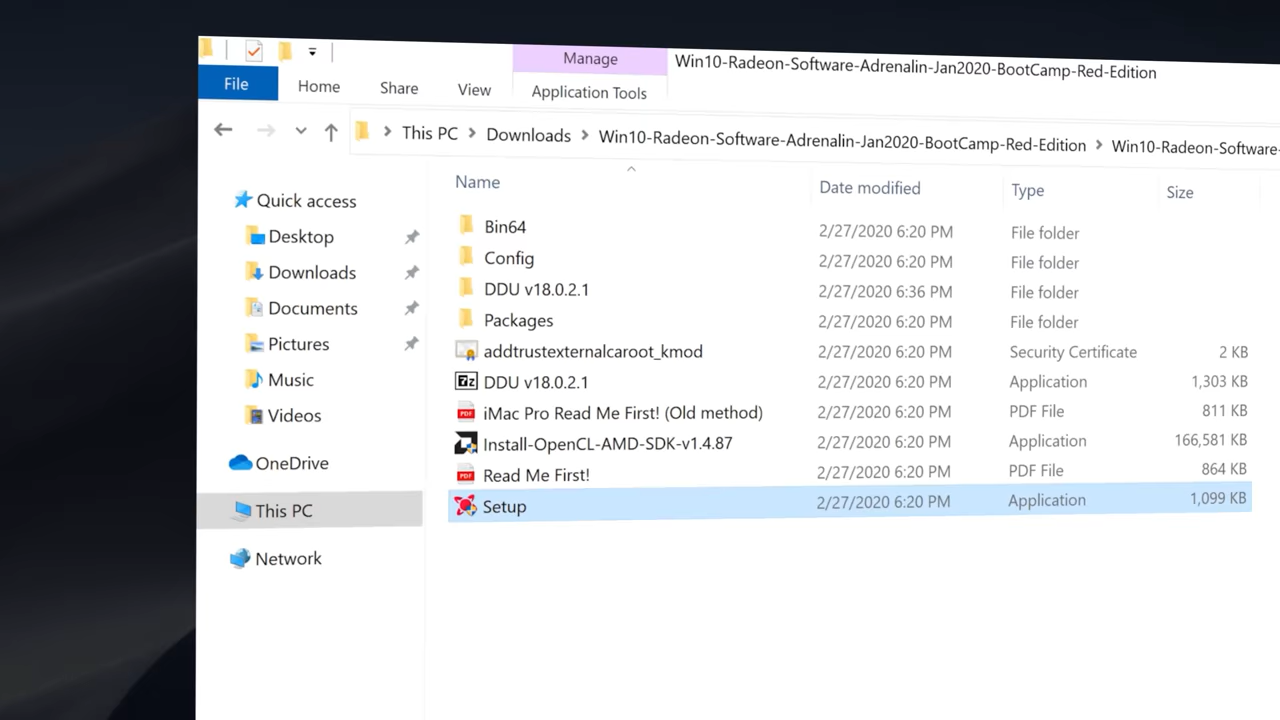 Manage
Win10-Radeon-Software-Adrenalin-Jan2020-BootCamp-Red-Edition
File
Home
Share
View
Application Tools
This PC
Downloads
Win10-Radeon-Software-Adrenalin-Jan2020-BootCamp-Red-Edition
Win10-Radeon-Software-
Name
Date modified
Type
Size
Quick access
Desktop
Downloads
Documents
Pictures
Music
Videos
OneDrive
This PC
Network
Bin64 2/27/2020 6:20 PM File folder
Config 2/27/2020 6:20 PM File folder
DDU v18.0.2.1 2/27/2020 6:36 PM File folder
Packages 2/27/2020 6:20 PM File folder
addtrustexternalcaroot_kmod 2/27/2020 6:20 PM Security Certificate 2 KB
7z DDU v18.0.2.1 2/27/2020 6:20 PM Application 1,303 KB
PDF iMac Pro Read Me First! (Old method) 2/27/2020 6:20 PM PDF File 811 KB
Install-OpenCL-AMD-SDK-v1.4.87 2/27/2020 6:20 PM Application 166,581 KB
PDF Read Me First! 2/27/2020 6:20 PM PDF File 864 KB
Setup 2/27/2020 6:20 PM Application 1,099 KB